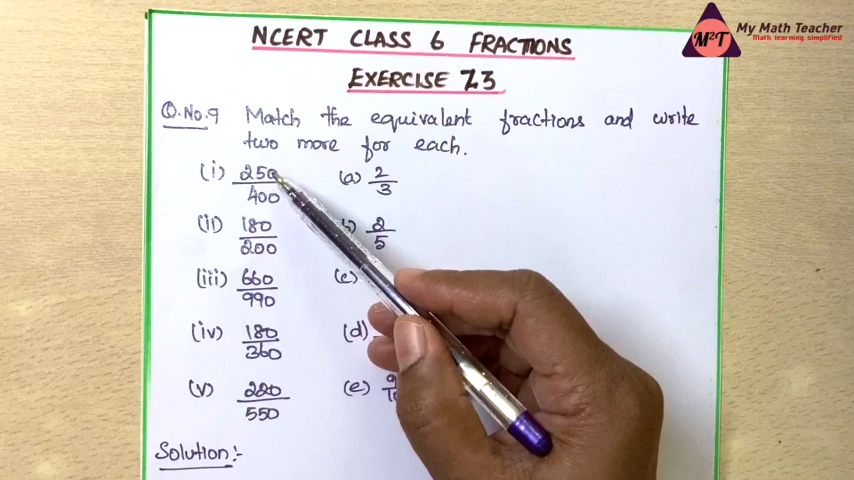 My Math Teacher
M²T
Math learning simplified
NCERT CLASS 6 FRACTIONS
EXERCISE 7.3
Q.No.9 Match the equivalent fractions and write
two more for each.
(i) 250/400 (a) 2/3
(ii) 180/200 2/5
(iii) 660/990 (c)
(iv) 180/360 (d)
(v) 220/550 (e)
Solution:-